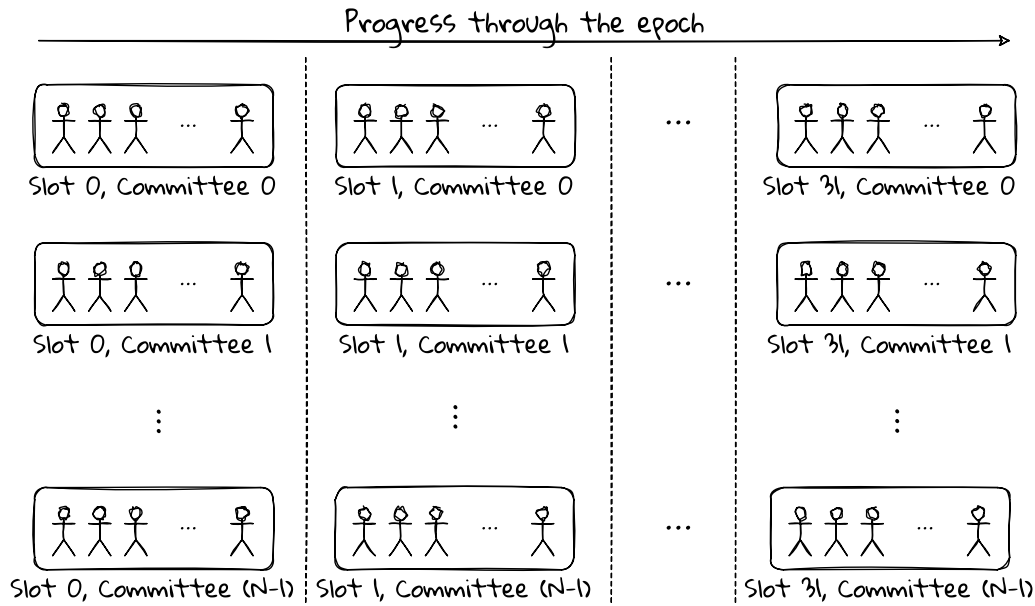 Progress through the epoch
... ... ... ...
Slot 0, Committee 0
Slot 1, Committee 0
Slot 31, Committee 0
... ... ... ...
Slot 0, Committee 1
Slot 1, Committee 1
Slot 31, Committee 1
⋮ ⋮ ⋮
... ... ... ...
Slot 0, Committee (N-1)
Slot 1, Committee (N-1)
Slot 31, Committee (N-1)